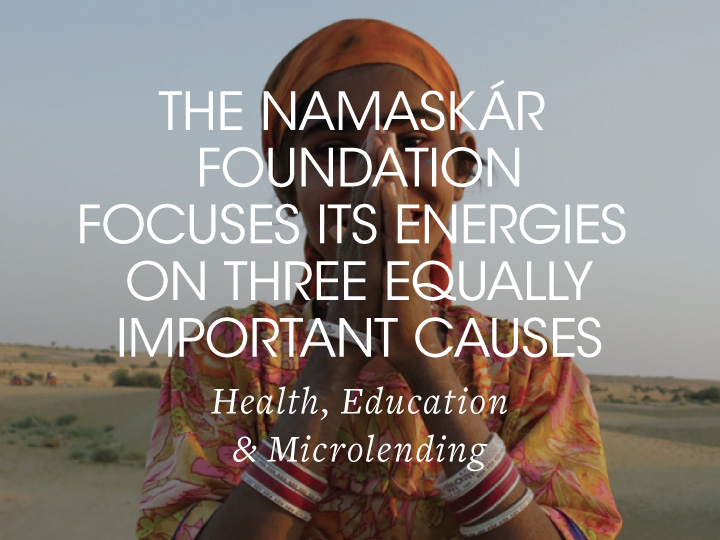 THE NAMASKÁR
FOUNDATION
FOCUSES ITS ENERGIES
ON THREE EQUALLY
IMPORTANT CAUSES
Health, Education
& Microlending